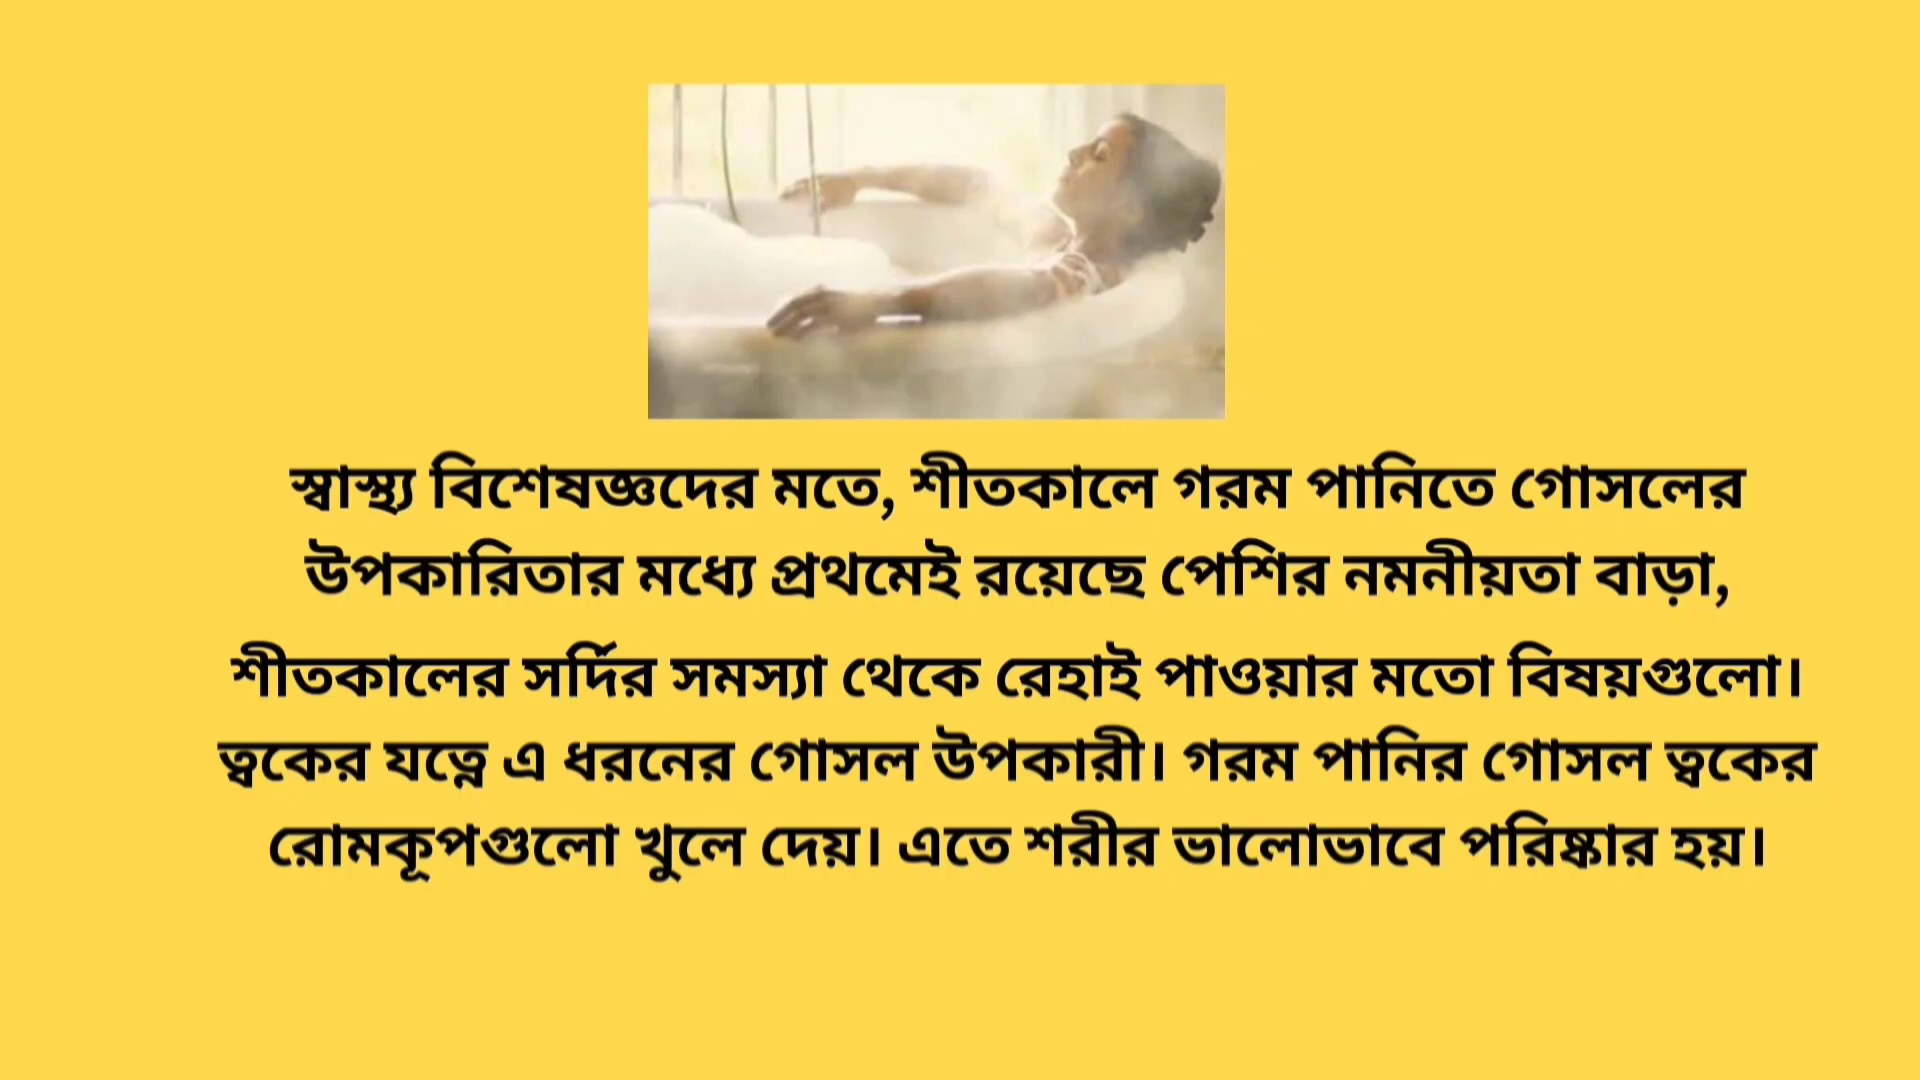 স্বাস্থ্য বিশেষজ্ঞদের মতে, শীতকালে গরম পানিতে গোসলের
উপকারিতার মধ্যে প্রথমেই রয়েছে পেশির নমনীয়তা বাড়া,
শীতকালের সর্দির সমস্যা থেকে রেহাই পাওয়ার মতো বিষয়গুলো।
ত্বকের যত্নে এ ধরনের গোসল উপকারী। গরম পানির গোসল ত্বকের
রোমকূপগুলো খুলে দেয়। এতে শরীর ভালোভাবে পরিষ্কার হয়।